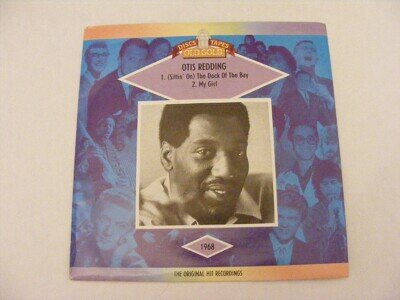 DISCS TAPES
OLD GOLD
OTIS REDDING
1. (Sittin' On) The Dock Of The Bay
2. My Girl
1968
THE ORIGINAL HIT RECORDINGS